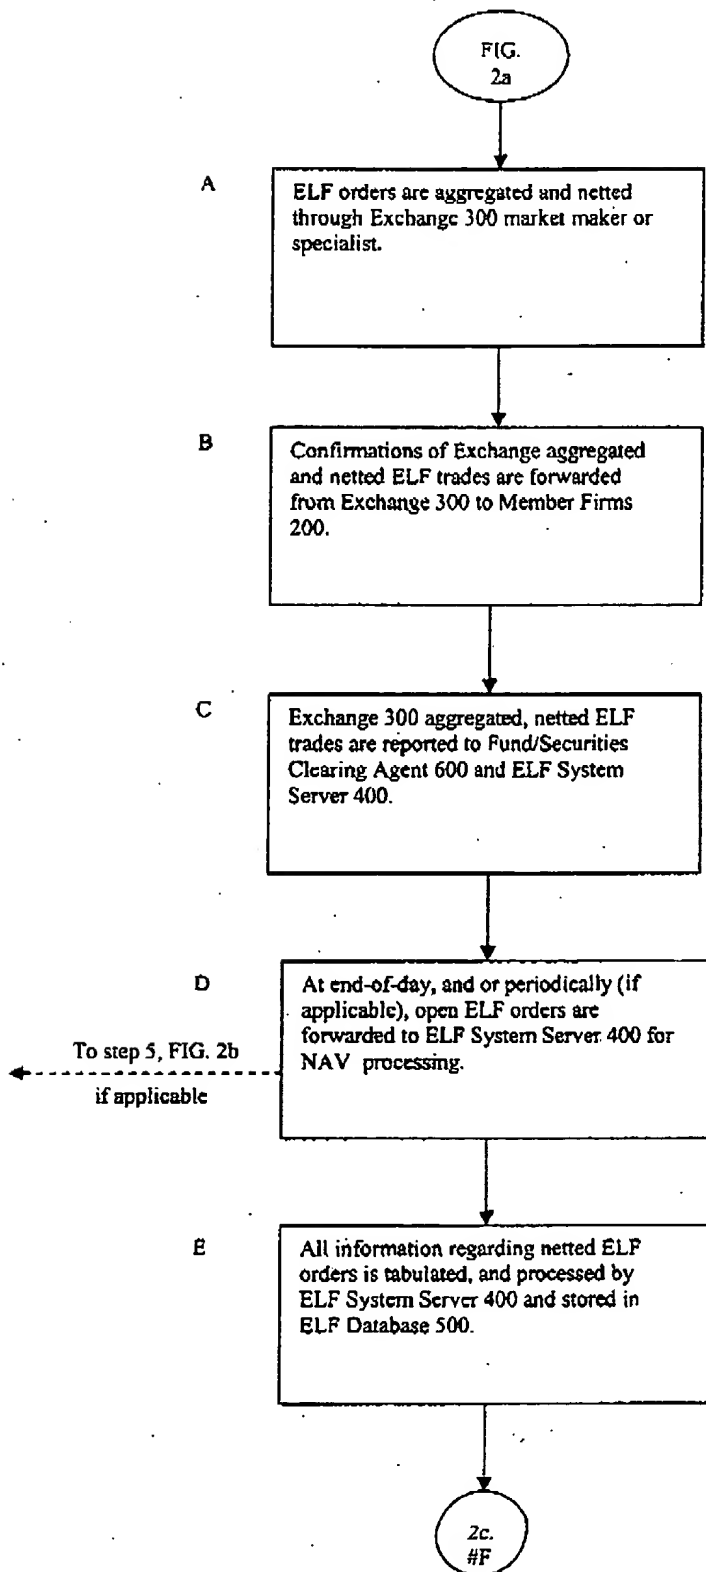 FIG.
2a
A
ELF orders are aggregated and netted
through Exchange 300 market maker or
specialist.
B
Confirmations of Exchange aggregated
and netted ELF trades are forwarded
from Exchange 300 to Member Firms
200.
C
Exchange 300 aggregated, netted ELF
trades are reported to Fund/Securities
Clearing Agent 600 and ELF System
Server 400.
D
At end-of-day, and or periodically (if
applicable), open ELF orders are
forwarded to ELF System Server 400 for
NAV processing.
To step 5, FIG. 2b
if applicable
E
All information regarding netted ELF
orders is tabulated, and processed by
ELF System Server 400 and stored in
ELF Database 500.
2c.
#F